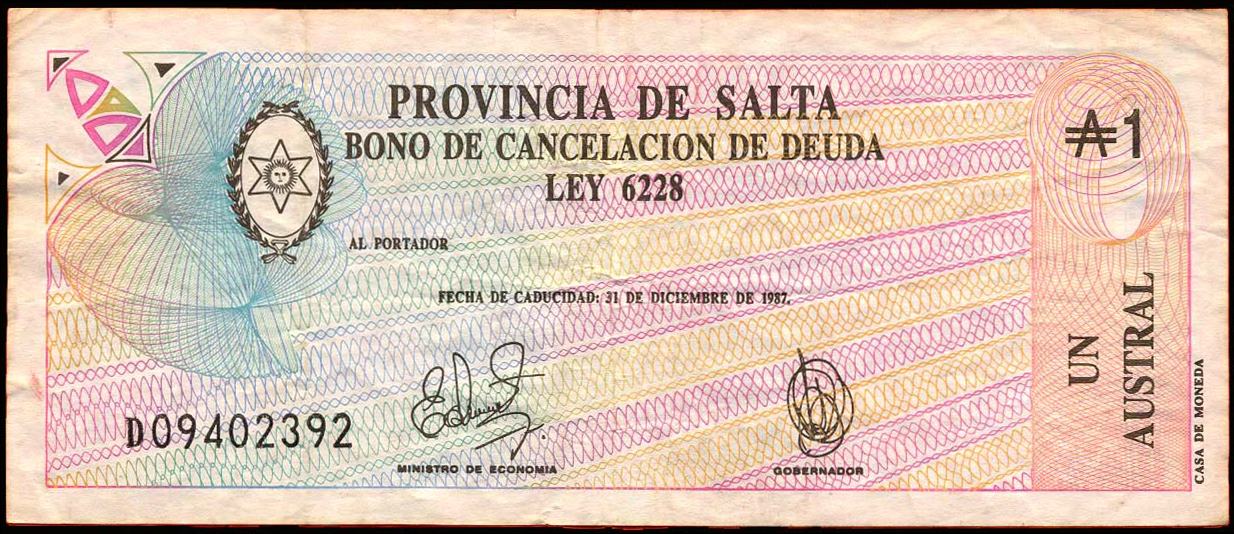 PROVINCIA DE SALTA
BONO DE CANCELACION DE DEUDA
LEY 6228
₳1
AL PORTADOR
FECHA DE CADUCIDAD: 31 DE DICIEMBRE DE 1987.
UN
AUSTRAL
D09402392
MINISTRO DE ECONOMIA
GOBERNADOR
CASA DE MONEDA